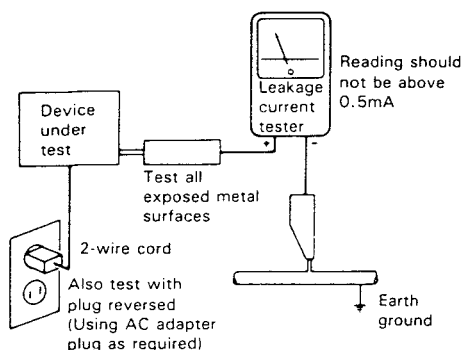 Device
under
test
Leakage
current
tester
+
-
Reading should
not be above
0.5mA
Test all
exposed metal
surfaces
2-wire cord
Also test with
plug reversed
(Using AC adapter
plug as required)
Earth
ground